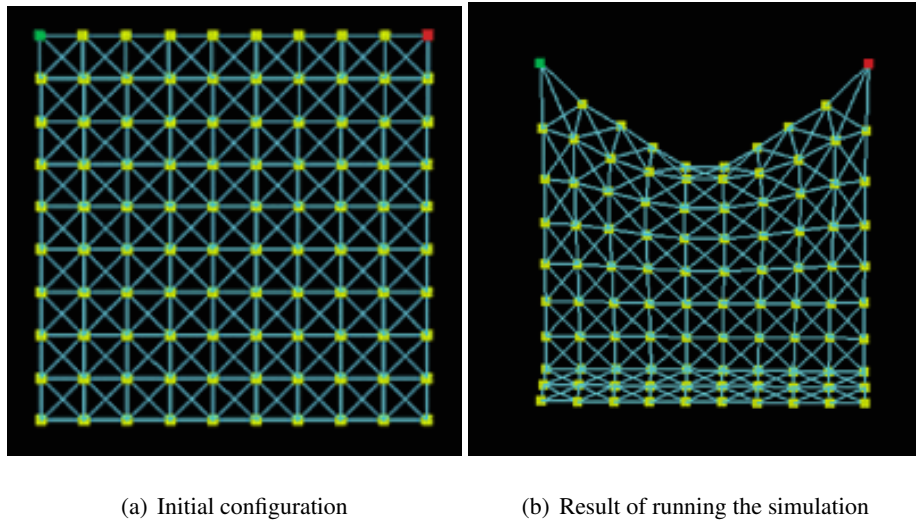 (a) Initial configuration
(b) Result of running the simulation